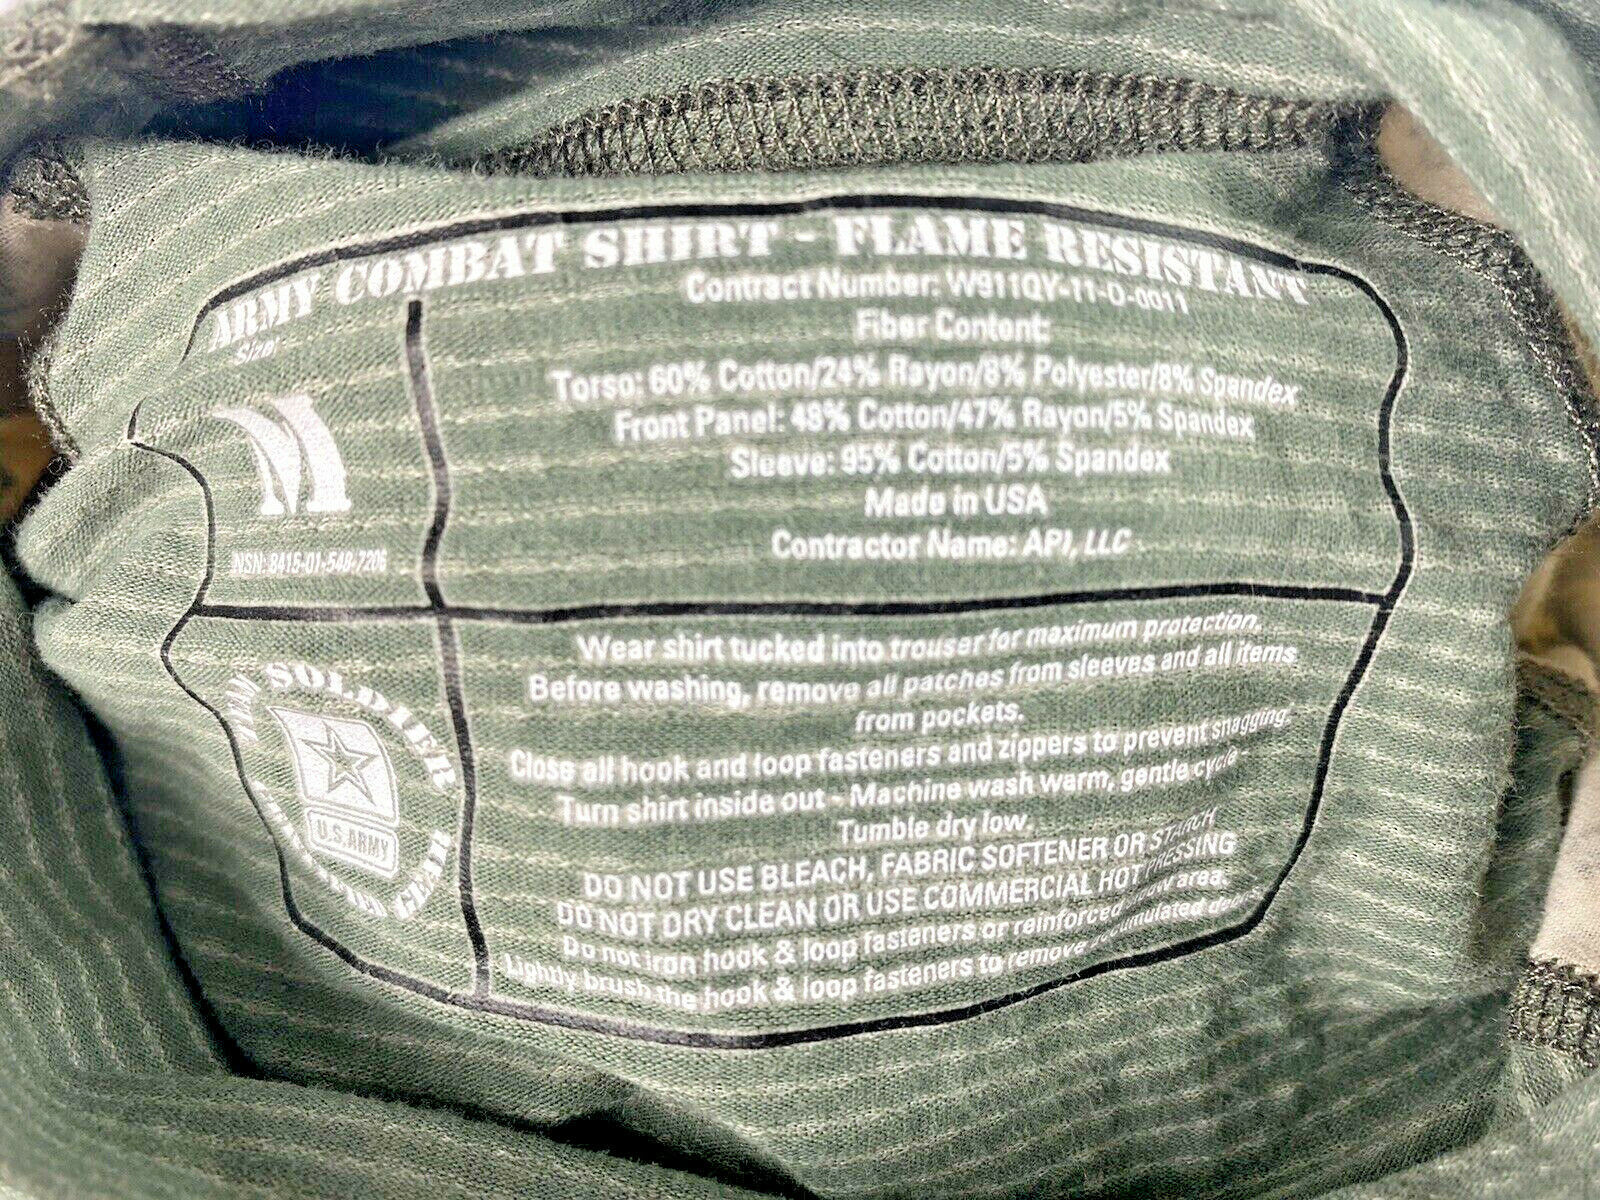 ARMY COMBAT SHIRT - FLAME RESISTANT
Size:
M
NSN: 8415-01-548-7206
Contract Number: W911QY-11-D-0011
Fiber Content:
Torso: 60% Cotton/24% Rayon/8% Polyester/8% Spandex
Front Panel: 48% Cotton/47% Rayon/5% Spandex
Sleeve: 95% Cotton/5% Spandex
Made in USA
Contractor Name: API, LLC
ARMY SOLDIER
U.S. ARMY
GEAR
Wear shirt tucked into trouser for maximum protection.
Before washing, remove all patches from sleeves and all items
from pockets.
Close all hook and loop fasteners and zippers to prevent snagging.
Turn shirt inside out - Machine wash warm, gentle cycle -
Tumble dry low.
DO NOT USE BLEACH, FABRIC SOFTENER OR STARCH
DO NOT DRY CLEAN OR USE COMMERCIAL HOT PRESSING
Do not iron hook & loop fasteners or reinforced elbow area.
Lightly brush the hook & loop fasteners to remove accumulated